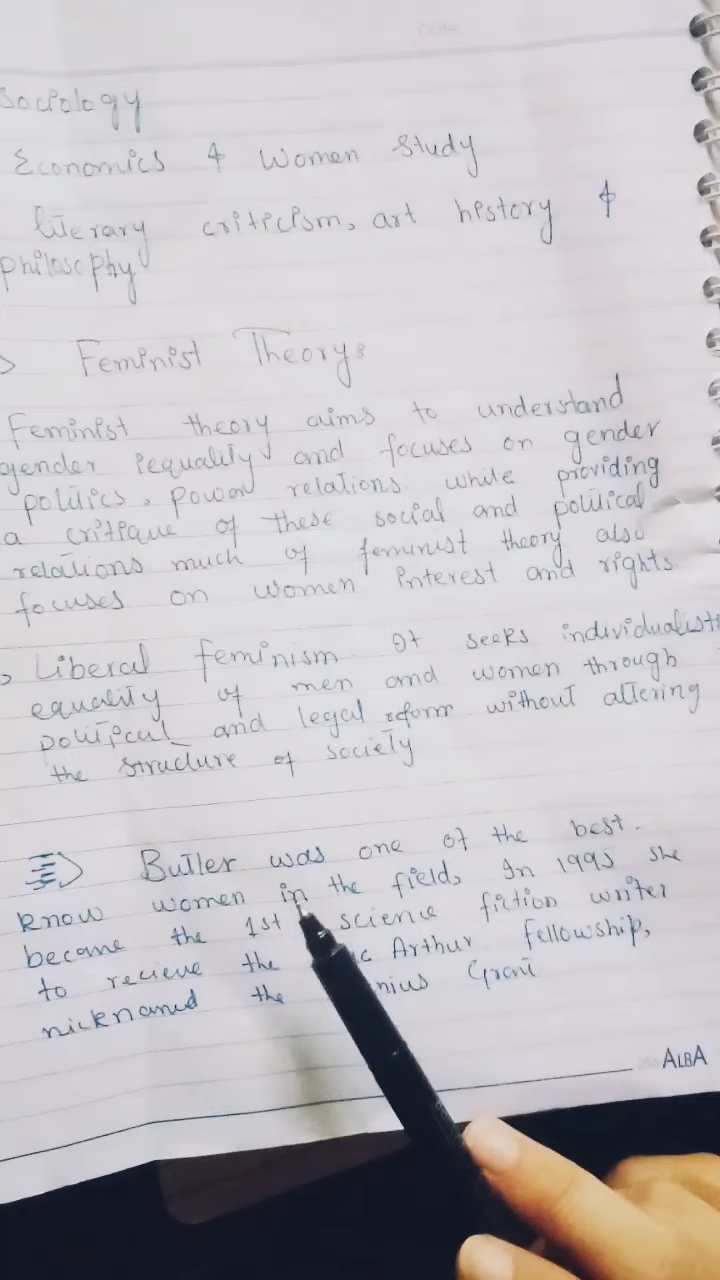 Sociology
Economics & Women Study
literary criticism, art history &
philosophy
Feminist Theory:
Feminist theory aims to understand
gender iequality and focuses on gender
politics, power relations while providing
a critique of these social and political
relations much of feminist theory also
focuses on women interest and rights.
Liberal feminism It seeks individualisti
equality of men and women through
political and legal reform without altering
the structure of society
Butler was one of the best-
know women in the field, In 1995 she
became the 1st science fiction writer
to recieve the Arthur fellowship,
nicknamed the Grant
ALBA